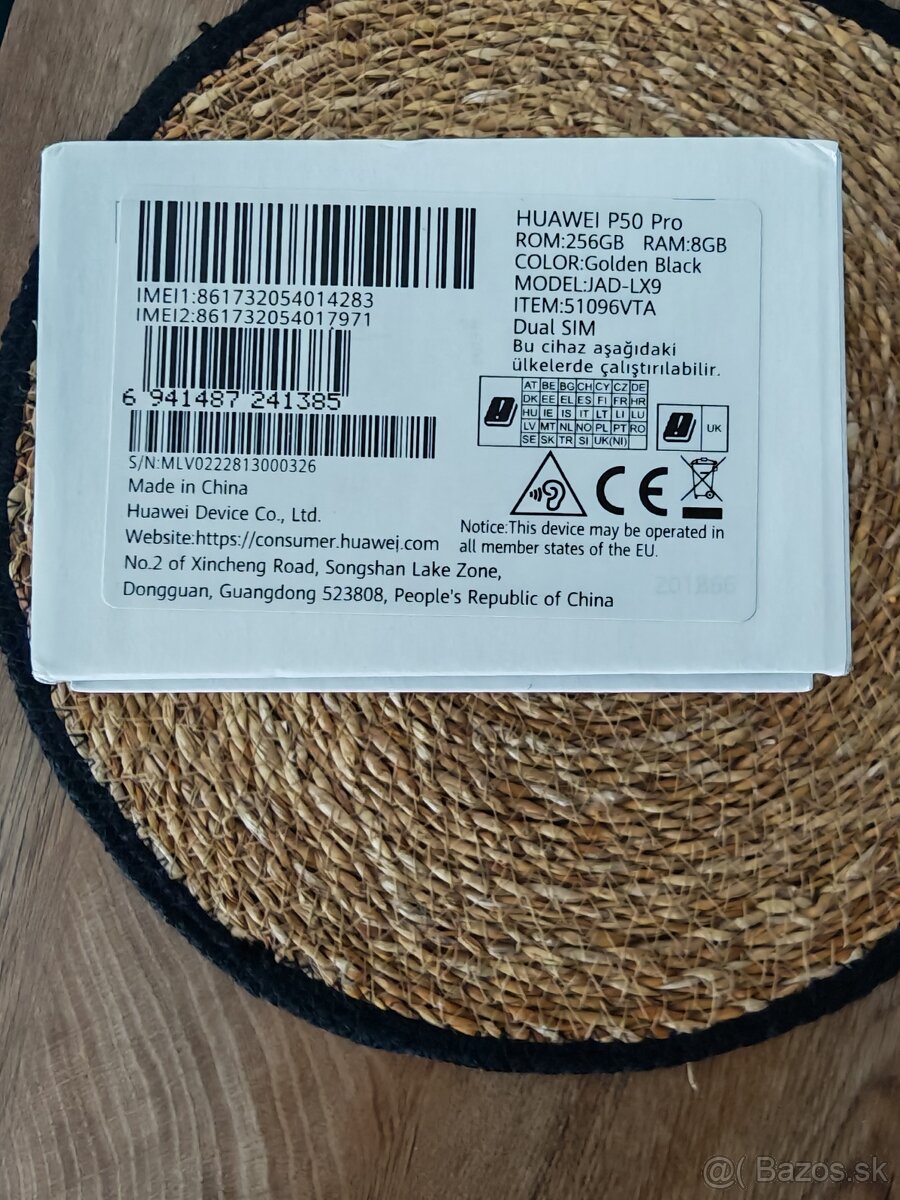 IMEI1:861732054014283
IMEI2:861732054017971
6 941487 241385
S/N:MLV0222813000326
Made in China
Huawei Device Co., Ltd.
Website:https://consumer.huawei.com
No.2 of Xincheng Road, Songshan Lake Zone,
Dongguan, Guangdong 523808, People's Republic of China
HUAWEI P50 Pro
ROM:256GB RAM:8GB
COLOR:Golden Black
MODEL:JAD-LX9
ITEM:51096VTA
Dual SIM
Bu cihaz aşağıdaki
ülkelerde çalıştırılabilir.
AT BE BG CH CY CZ DE
DK EE EL ES FI FR HR
HU IE IS IT LT LI LU
LV MT NL NO PL PT RO
SE SK TR SI UK(NI)
UK
CE
Notice:This device may be operated in
all member states of the EU.
@( Bazos.sk